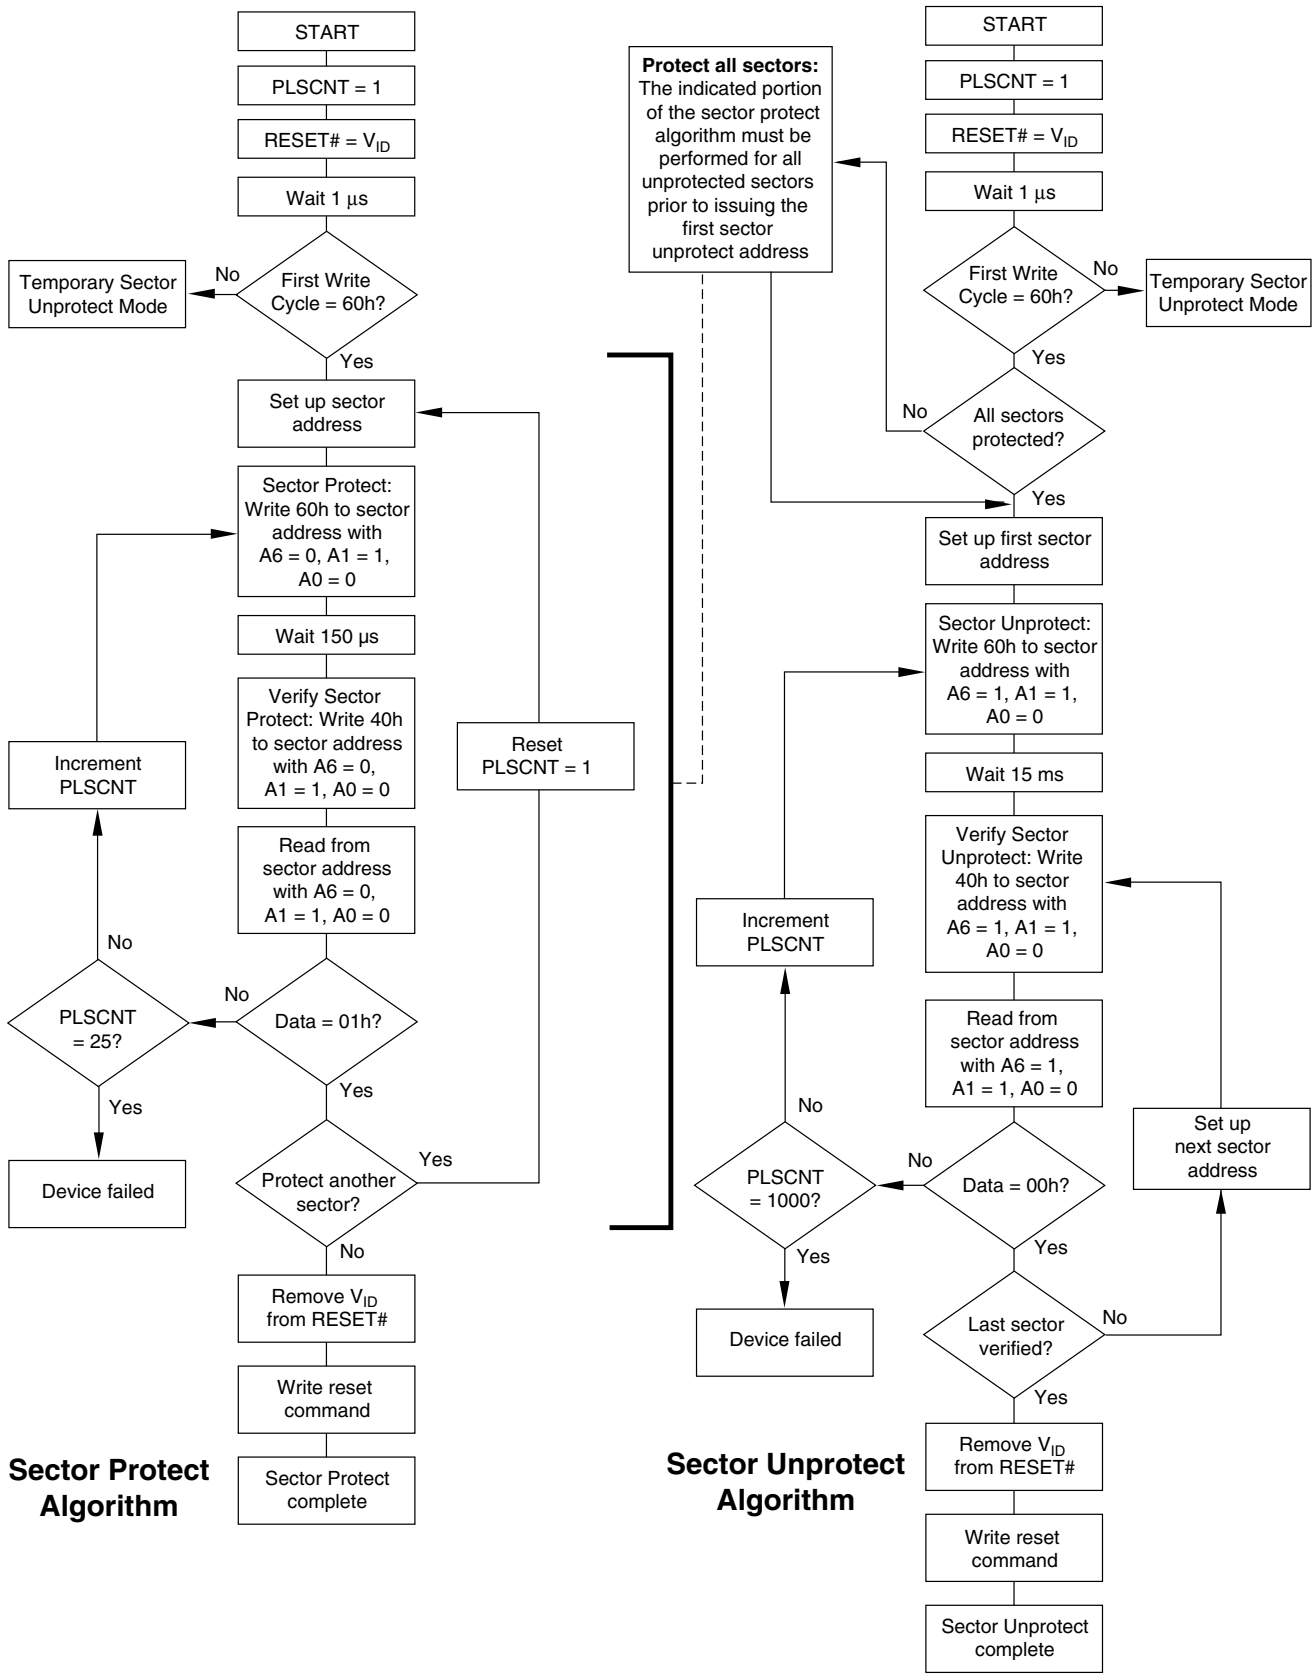 START
PLSCNT = 1
RESET# = VID
Wait 1 μs
First Write
Cycle = 60h?
No
Temporary Sector
Unprotect Mode
Yes
Set up sector
address
Sector Protect:
Write 60h to sector
address with
A6 = 0, A1 = 1,
A0 = 0
Wait 150 µs
Verify Sector
Protect: Write 40h
to sector address
with A6 = 0,
A1 = 1, A0 = 0
Reset
PLSCNT = 1
Increment
PLSCNT
Read from
sector address
with A6 = 0,
A1 = 1, A0 = 0
No
PLSCNT
= 25?
No
Data = 01h?
Yes
Yes
Device failed
Protect another
sector?
Yes
No
Remove VID
from RESET#
Write reset
command
Sector Protect
complete
Sector Protect
Algorithm
Protect all sectors:
The indicated portion
of the sector protect
algorithm must be
performed for all
unprotected sectors
prior to issuing the
first sector
unprotect address
START
PLSCNT = 1
RESET# = VID
Wait 1 μs
First Write
Cycle = 60h?
No
Temporary Sector
Unprotect Mode
Yes
No
All sectors
protected?
Yes
Set up first sector
address
Sector Unprotect:
Write 60h to sector
address with
A6 = 1, A1 = 1,
A0 = 0
Wait 15 ms
Verify Sector
Unprotect: Write
40h to sector
address with
A6 = 1, A1 = 1,
A0 = 0
Increment
PLSCNT
Read from
sector address
with A6 = 1,
A1 = 1, A0 = 0
No
Set up
next sector
address
PLSCNT
= 1000?
No
Data = 00h?
Yes
Yes
Device failed
Last sector
verified?
No
Yes
Remove VID
from RESET#
Write reset
command
Sector Unprotect
complete
Sector Unprotect
Algorithm